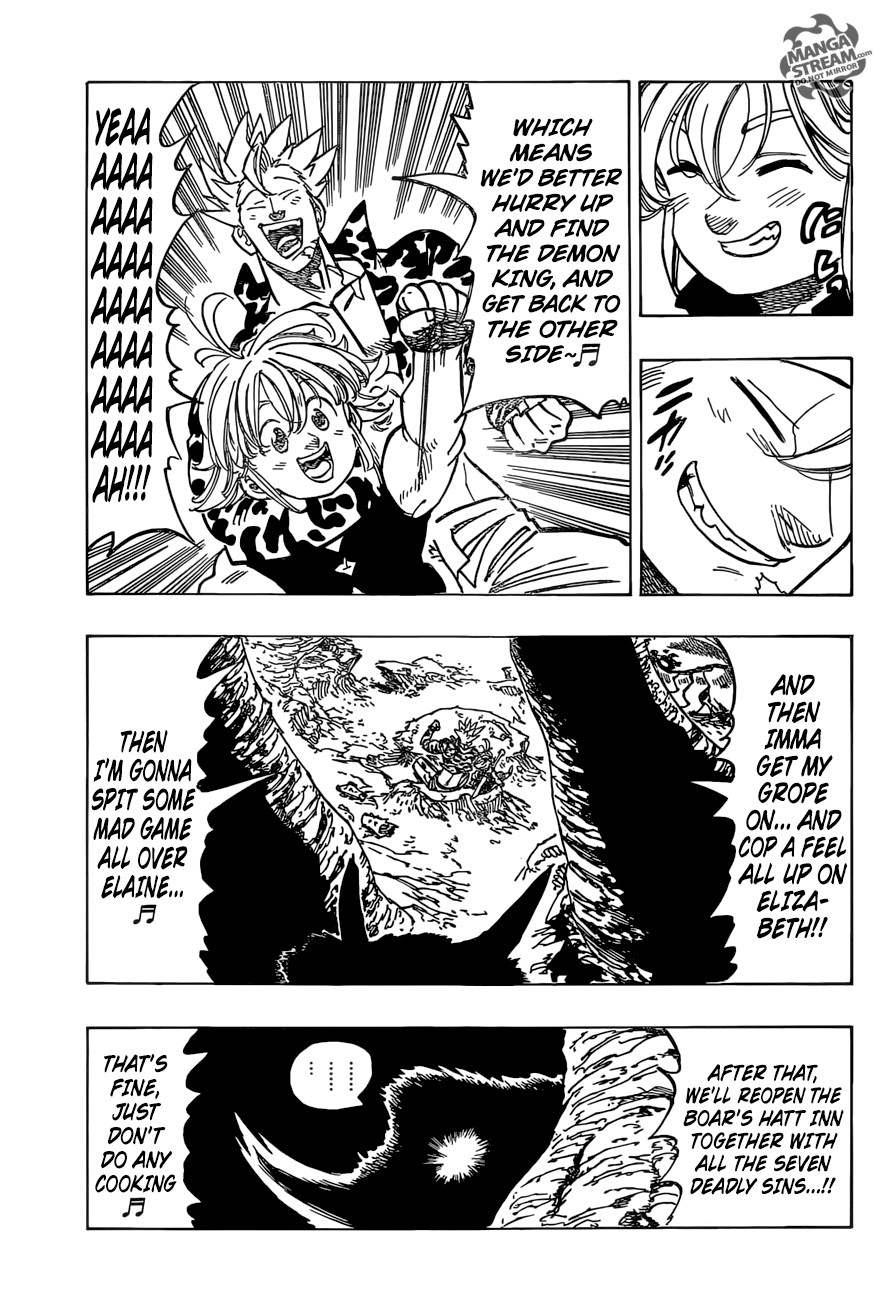 MANGA
STREAM.com
DO NOT MIRROR
WHICH
MEANS
WE'D BETTER
HURRY UP
AND FIND
THE DEMON
KING, AND
GET BACK TO
THE OTHER
SIDE~♬
YEAA
AAAA
AAAA
AAAA
AAAA
AAAA
AAAA
AAAA
AH!!!
AND
THEN
IMMA
GET MY
GROPE
ON... AND
COP A FEEL
ALL UP ON
ELIZA-
BETH!!
THEN
I'M GONNA
SPIT SOME
MAD GAME
ALL OVER
ELAINE...
♬
AFTER THAT,
WE'LL REOPEN THE
BOAR'S HATT INN
TOGETHER WITH
ALL THE SEVEN
DEADLY SINS...!!
THAT'S
FINE,
JUST
DON'T
DO ANY
COOKING
♬